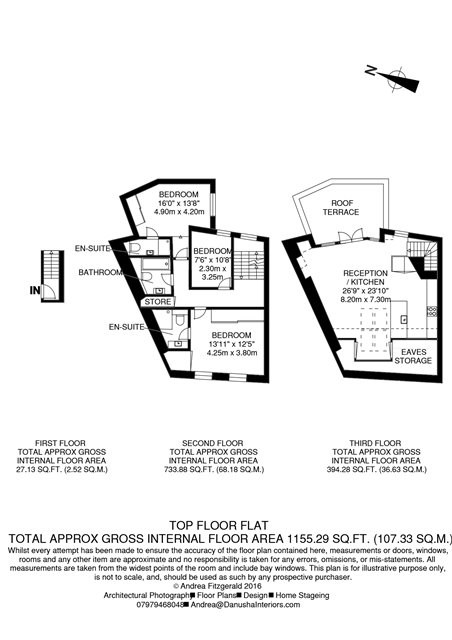 N
ROOF
TERRACE
BEDROOM
16'0" x 13'8"
4.90m x 4.20m
EN-SUITE
BEDROOM
7'6" x 10'8"
2.30m x
3.25m
BATHROOM
STORE
EN-SUITE
BEDROOM
13'11" x 12'5"
4.25m x 3.80m
IN
RECEPTION
/ KITCHEN
26'9" x 23'10"
8.20m x 7.30m
EAVES
STORAGE
FIRST FLOOR
TOTAL APPROX GROSS
INTERNAL FLOOR AREA
27.13 SQ.FT. (2.52 SQ.M.)
SECOND FLOOR
TOTAL APPROX GROSS
INTERNAL FLOOR AREA
733.88 SQ.FT. (68.18 SQ.M.)
THIRD FLOOR
TOTAL APPROX GROSS
INTERNAL FLOOR AREA
394.28 SQ.FT. (36.63 SQ.M.)
TOP FLOOR FLAT
TOTAL APPROX GROSS INTERNAL FLOOR AREA 1155.29 SQ.FT. (107.33 SQ.M.)
Whilst every attempt has been made to ensure the accuracy of the floor plan contained here, measurements or doors, windows,
rooms and any other item are approximate and no responsibility is taken for any errors, omissions, or mis-statements. All
measurements are taken from the widest points of the room and include bay windows. This plan is for illustrative purpose only,
is not to scale, and, should be used as such by any prospective purchaser.
© Andrea Fitzgerald 2016
Architectural Photography ■ Floor Plans ■ Design ■ Home Stageing
07979468048 ■ Andrea@DanushaInteriors.com